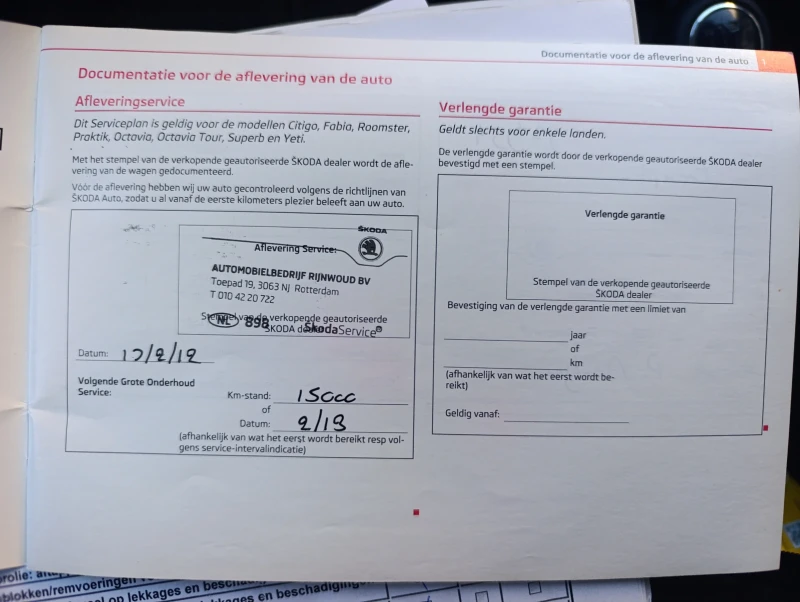 Documentatie voor de aflevering van de auto
Documentatie voor de aflevering van de auto
Afleveringservice
Dit Serviceplan is geldig voor de modellen Citigo, Fabia, Roomster,
Praktik, Octavia, Octavia Tour, Superb en Yeti.
Met het stempel van de verkopende geautoriseerde ŠKODA dealer wordt de afle-
vering van de wagen gedocumenteerd.
Vóór de aflevering hebben wij uw auto gecontroleerd volgens de richtlijnen van
ŠKODA Auto, zodat u al vanaf de eerste kilometers plezier beleeft aan uw auto.
ŠKODA
Aflevering Service:
AUTOMOBIELBEDRIJF RIJNWOUD BV
Toepad 19, 3063 NJ Rotterdam
T 010 42 20 722
Stempel van de verkopende geautoriseerde
NL 898 ŠKODA dealer ŠkodaService®
Datum: 17/2/12
Volgende Grote Onderhoud
Service:
Km-stand: 15000
of
Datum: 2/13
(afhankelijk van wat het eerst wordt bereikt resp vol-
gens service-intervalindicatie)
Verlengde garantie
Geldt slechts voor enkele landen.
De verlengde garantie wordt door de verkopende geautoriseerde ŠKODA dealer
bevestigd met een stempel.
Verlengde garantie
Stempel van de verkopende geautoriseerde
ŠKODA dealer
Bevestiging van de verlengde garantie met een limiet van
jaar
of
km
(afhankelijk van wat het eerst wordt be-
reikt)
Geldig vanaf:
blokken/remvoeringen
op lekkages en
lekkages en beschadiging